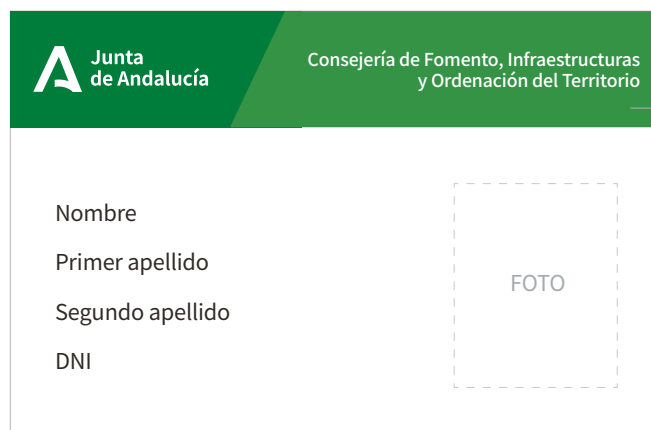 Junta
de Andalucía
Consejería de Fomento, Infraestructuras
y Ordenación del Territorio
Nombre
Primer apellido
Segundo apellido
DNI
FOTO